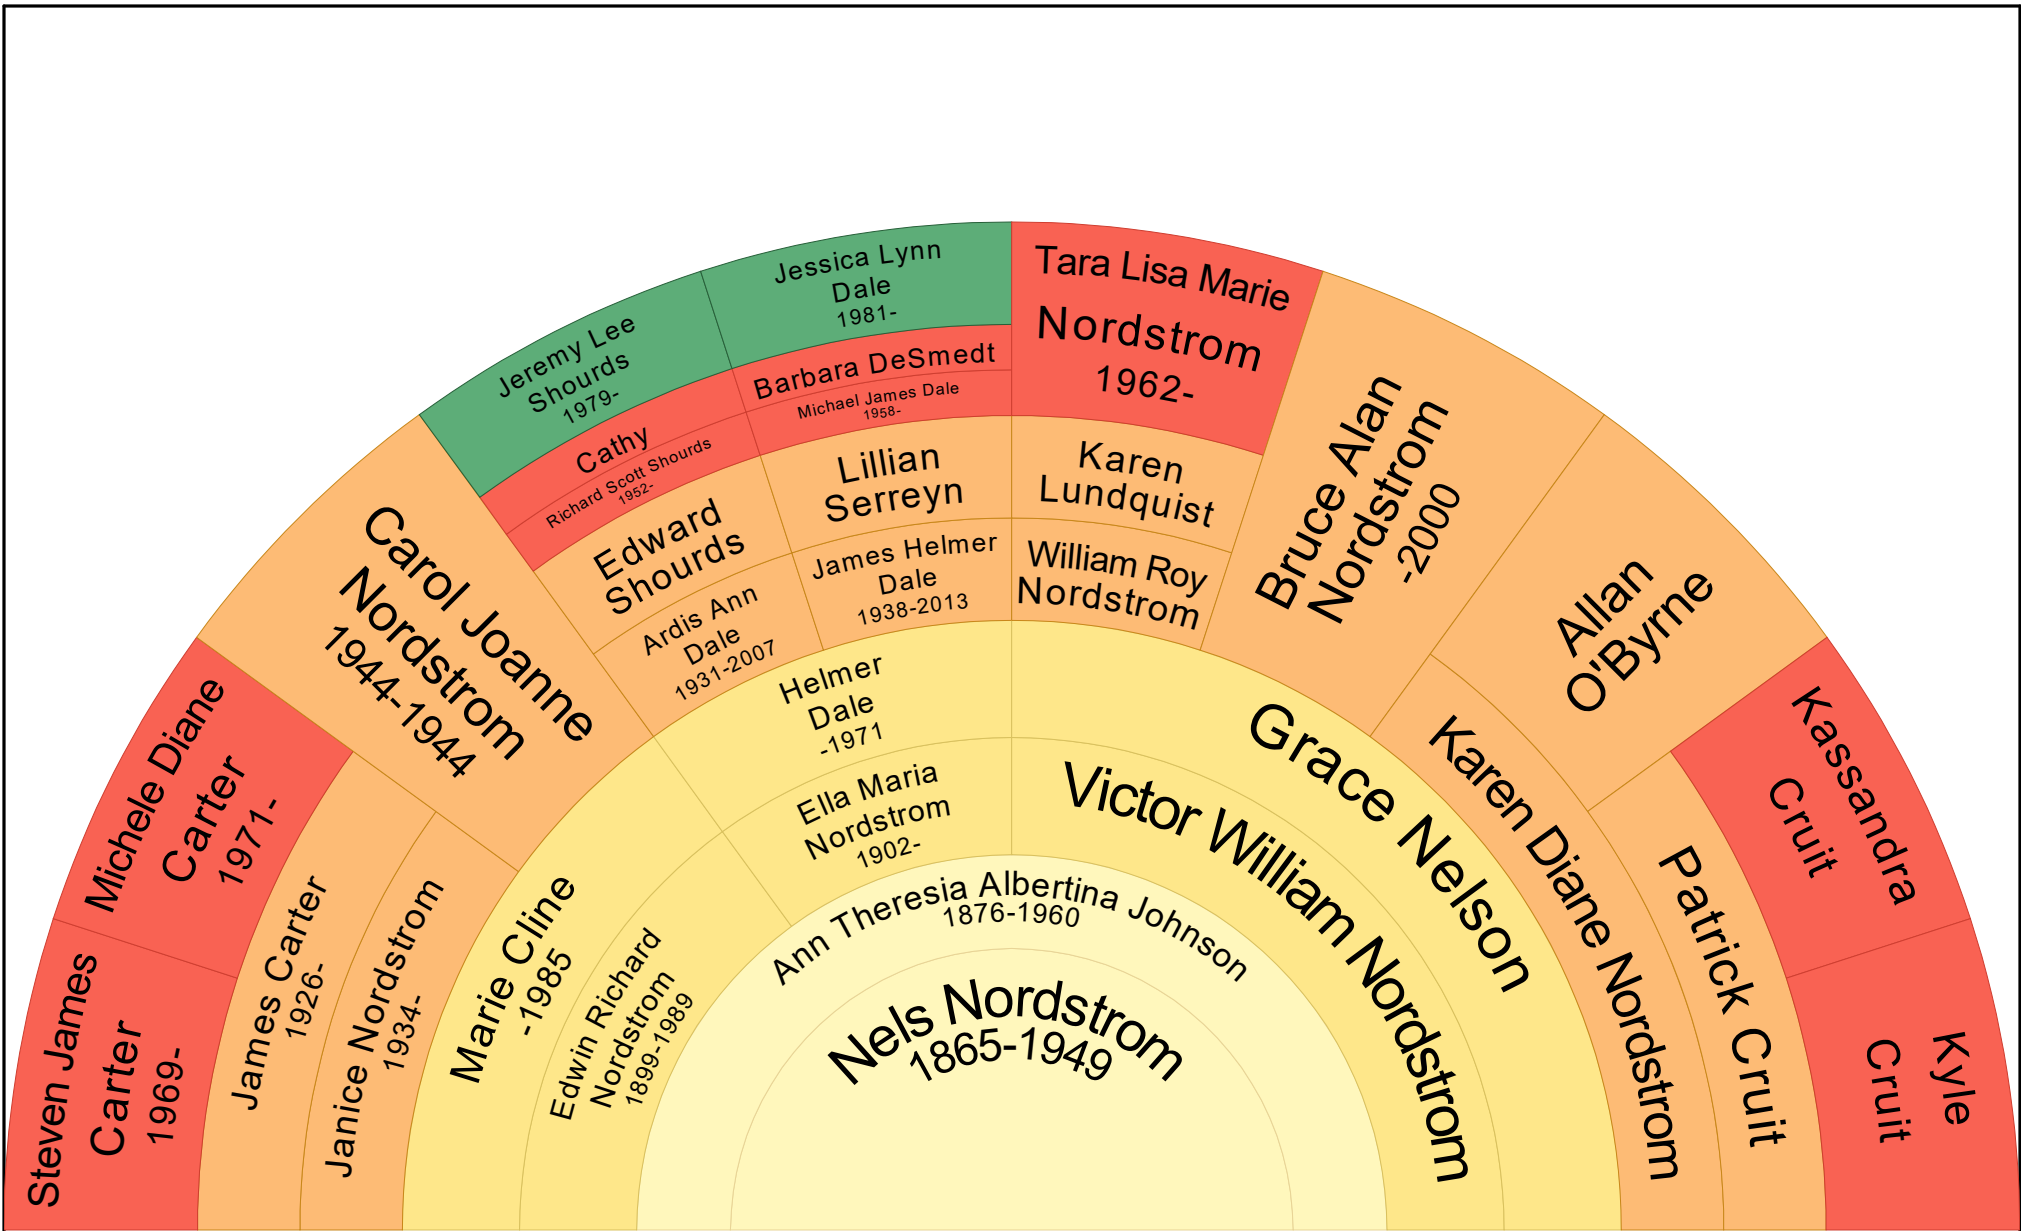 Steven James
Carter
1969-
Michele Diane
Carter
1971-
James Carter
1926-
Janice Nordstrom
1934-
Carol Joanne
Nordstrom
1944-1944
Marie Cline
-1985
Edwin Richard
Nordstrom
1899-1989
Jeremy Lee
Shourds
1979-
Cathy
Richard Scott Shourds
1952-
Edward
Shourds
Ardis Ann
Dale
1931-2007
Jessica Lynn
Dale
1981-
Barbara DeSmedt
Michael James Dale
1958-
Lillian
Serreyn
James Helmer
Dale
1938-2013
Helmer
Dale
-1971
Ella Maria
Nordstrom
1902-
Tara Lisa Marie
Nordstrom
1962-
Karen
Lundquist
William Roy
Nordstrom
Bruce Alan
Nordstrom
-2000
Allan
O'Byrne
Karen Diane Nordstrom
Patrick Cruit
Kassandra
Cruit
Kyle
Cruit
Grace Nelson
Victor William Nordstrom
Ann Theresia Albertina Johnson
1876-1960
Nels Nordstrom
1865-1949